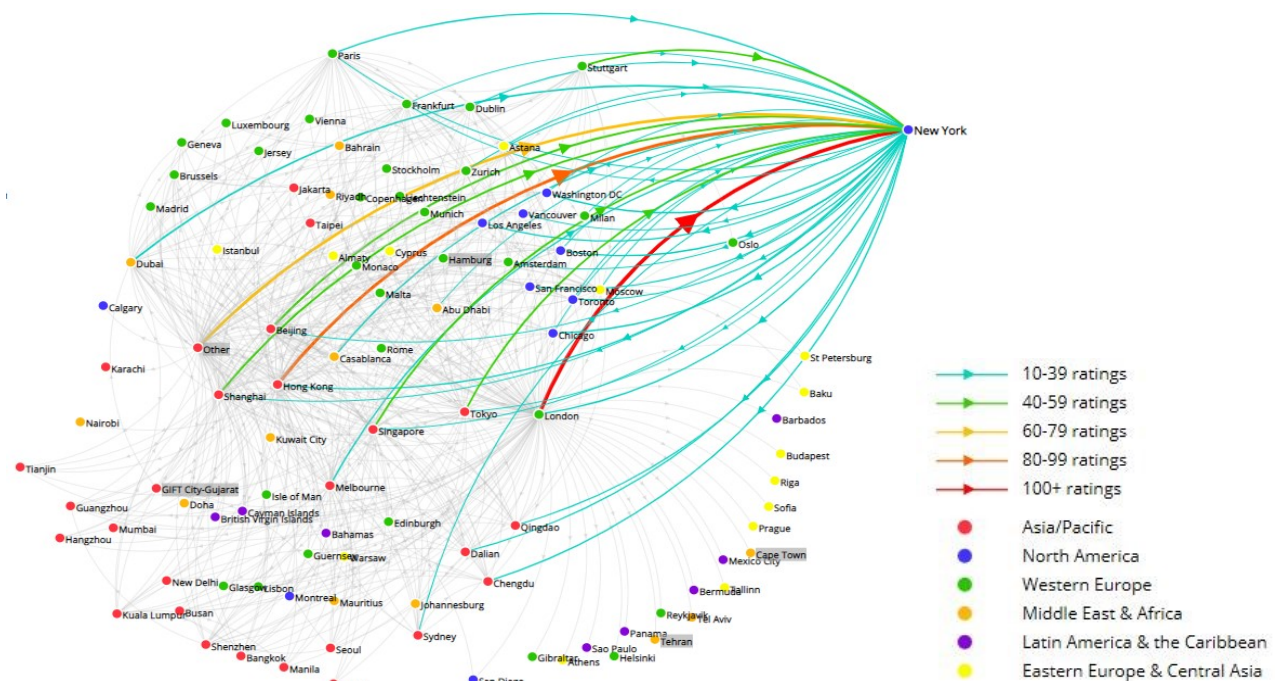 Paris
Stuttgart
Frankfurt
Dublin
Luxembourg
Vienna
New York
Geneva
Jersey
Bahrain
Astana
Brussels
Stockholm
Zurich
Jakarta
Riyadh
Copenhagen
Liechtenstein
Washington DC
Madrid
Munich
Vancouver
Milan
Taipei
Los Angeles
Istanbul
Almaty
Cyprus
Boston
Oslo
Dubai
Monaco
Hamburg
Amsterdam
Malta
San Francisco
Moscow
Calgary
Abu Dhabi
Toronto
Beijing
Chicago
Other
Rome
Casablanca
St Petersburg
Karachi
Hong Kong
10-39 ratings
Shanghai
Baku
40-59 ratings
Nairobi
Tokyo
London
Barbados
60-79 ratings
Kuwait City
Singapore
Budapest
80-99 ratings
Tianjin
Riga
100+ ratings
GIFT City-Gujarat
Melbourne
Isle of Man
Guangzhou
Doha
Cayman Islands
Sofia
British Virgin Islands
Edinburgh
Qingdao
Prague
Asia/Pacific
Mumbai
Hangzhou
Bahamas
Guernsey
Warsaw
Dalian
Mexico City
Cape Town
North America
New Delhi
Glasgow
Lisbon
Chengdu
Bermuda
Tallinn
Western Europe
Montreal
Mauritius
Johannesburg
Kuala Lumpur
Busan
Reykjavik
Tel Aviv
Middle East & Africa
Sydney
Panama
Tehran
Shenzhen
Seoul
Sao Paulo
Latin America & the Caribbean
Bangkok
Manila
Gibraltar
Athens
Helsinki
Eastern Europe & Central Asia
San Diego